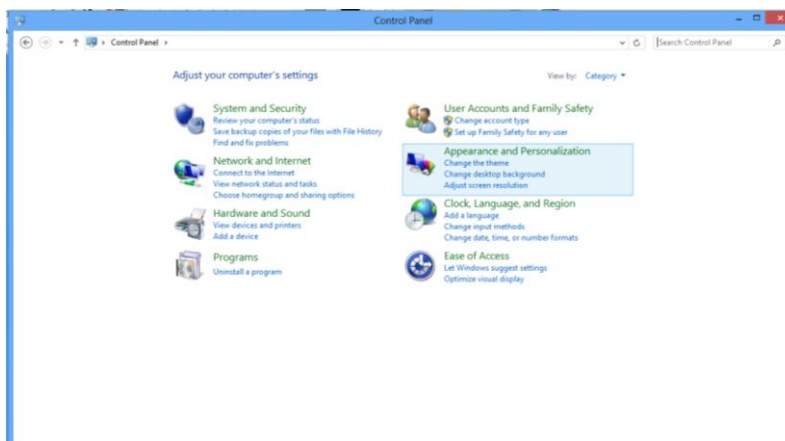 Control Panel
Control Panel
Search Control Panel
Adjust your computer's settings
View by: Category
System and Security
Review your computer's status
Save backup copies of your files with File History
Find and fix problems
Network and Internet
Connect to the Internet
View network status and tasks
Choose homegroup and sharing options
Hardware and Sound
View devices and printers
Add a device
Programs
Uninstall a program
User Accounts and Family Safety
Change account type
Set up Family Safety for any user
Appearance and Personalization
Change the theme
Change desktop background
Adjust screen resolution
Clock, Language, and Region
Add a language
Change input methods
Change date, time, or number formats
Ease of Access
Let Windows suggest settings
Optimize visual display